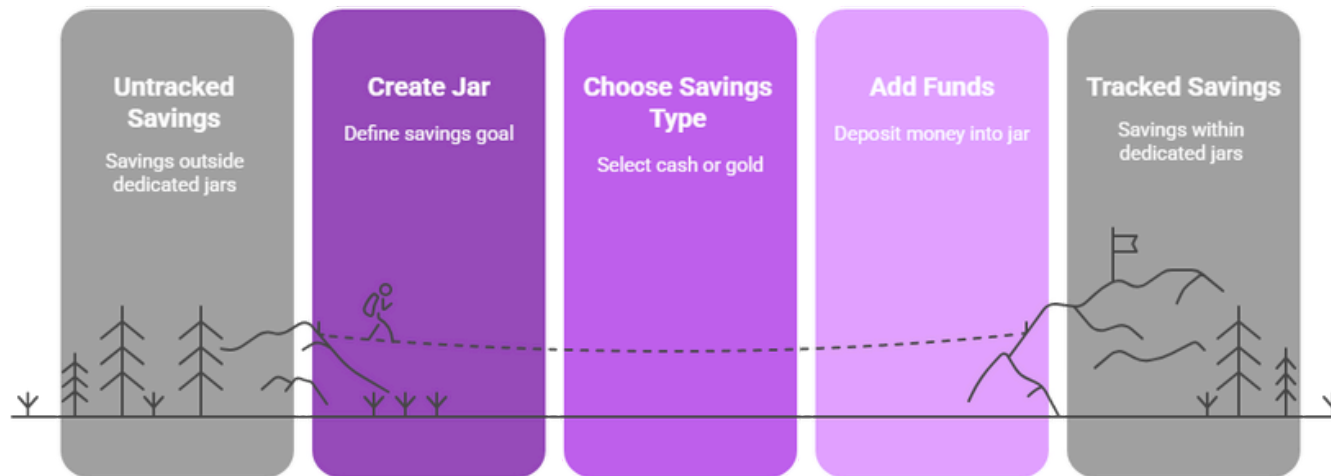 Untracked
Savings
Savings outside
dedicated jars
Create Jar
Define savings goal
Choose Savings
Type
Select cash or gold
Add Funds
Deposit money into jar
Tracked Savings
Savings within
dedicated jars